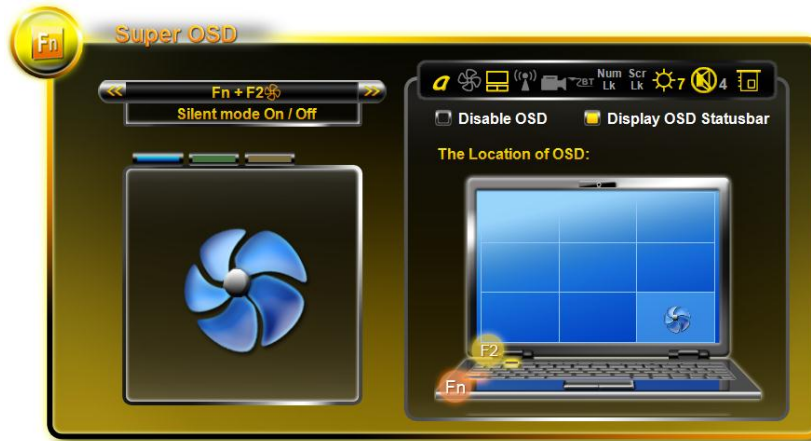 Fn
Super OSD
<< Fn + F2 >>
Silent mode On / Off
a Num Lk Scr Lk 7 4
BT
Disable OSD Display OSD Statusbar
The Location of OSD:
F2
Fn